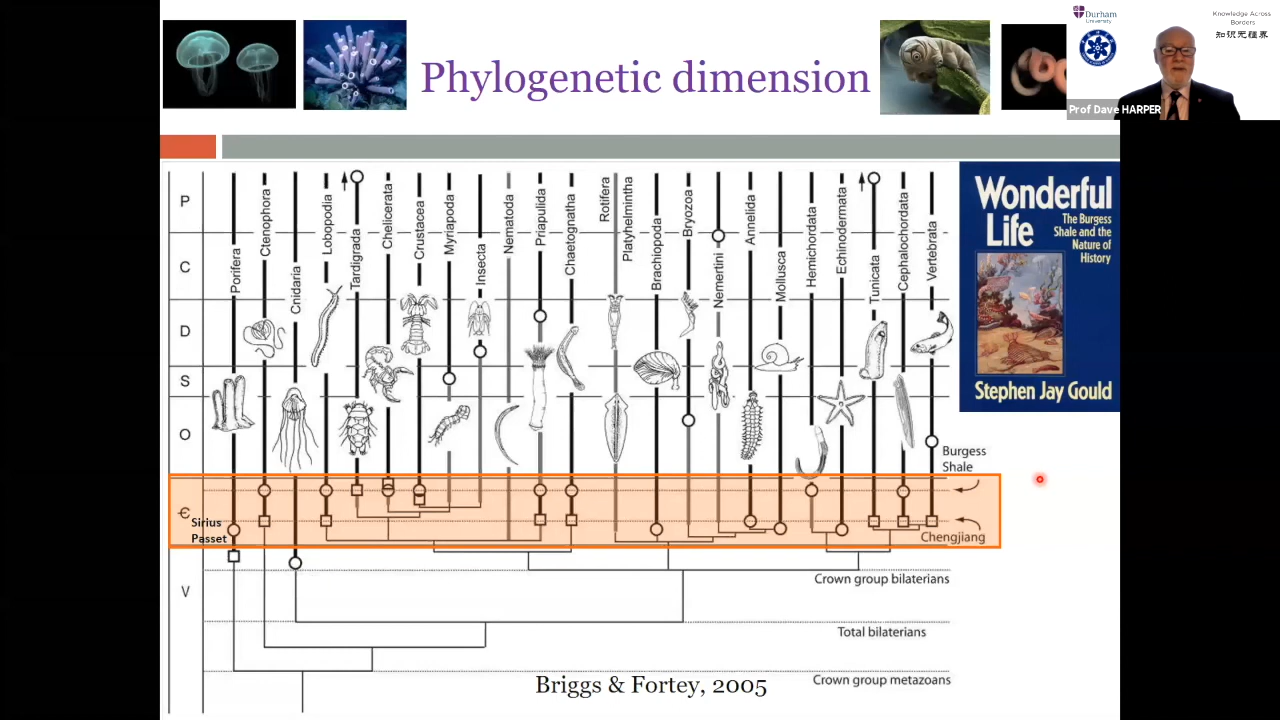 Phylogenetic dimension
Durham
University
Knowledge Across
Borders
知识无疆界
Prof Dave HARPER
Wonderful
Life
The Burgess
Shale and the
Nature of
History
Stephen Jay Gould
P
C
D
S
O
Є
V
Porifera
Ctenophora
Cnidaria
Lobopodia
Tardigrada
Chelicerata
Crustacea
Myriapoda
Insecta
Nematoda
Priapulida
Chaetognatha
Rotifera
Platyhelmintha
Brachiopoda
Bryozoa
Nemertini
Annelida
Mollusca
Hemichordata
Echinodermata
Tunicata
Cephalochordata
Vertebrata
Burgess
Shale
Sirius
Passet
Chengjiang
Crown group bilaterians
Total bilaterians
Crown group metazoans
Briggs & Fortey, 2005